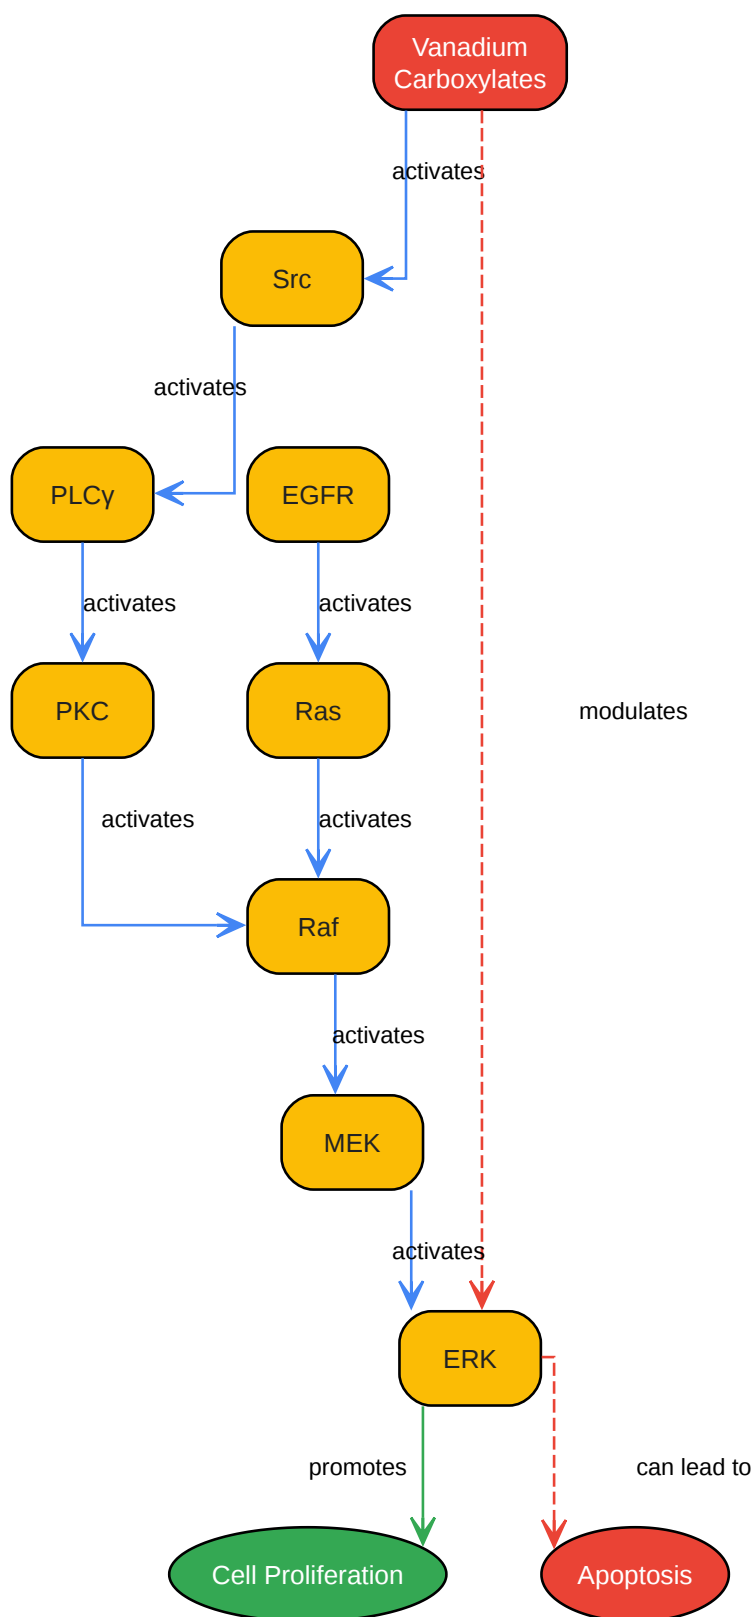 Vanadium
Carboxylates
activates
Src
activates
PLCγ
EGFR
activates
activates
PKC
Ras
modulates
activates
activates
Raf
activates
MEK
activates
ERK
promotes
can lead to
Cell Proliferation
Apoptosis